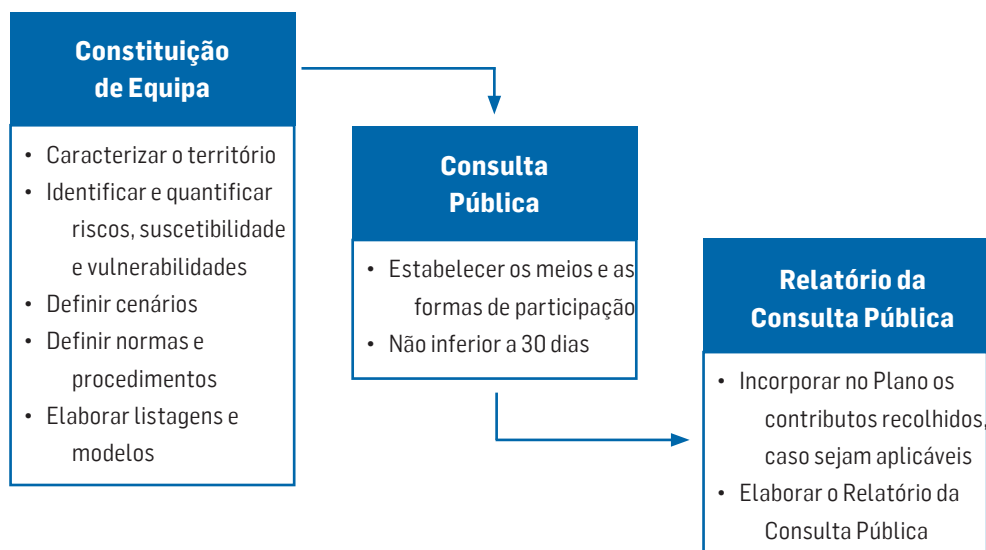 Constituição
de Equipa
• Caracterizar o território
• Identificar e quantificar
riscos, suscetibilidade
e vulnerabilidades
• Definir cenários
• Definir normas e
procedimentos
• Elaborar listagens e
modelos
Consulta
Pública
• Estabelecer os meios e as
formas de participação
• Não inferior a 30 dias
Relatório da
Consulta Pública
• Incorporar no Plano os
contributos recolhidos,
caso sejam aplicáveis
• Elaborar o Relatório da
Consulta Pública